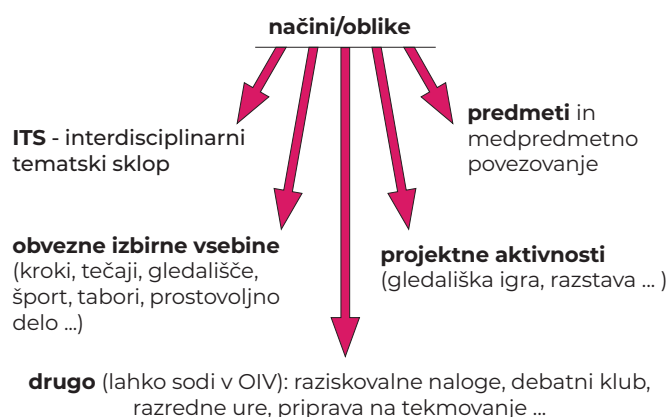 načini/oblike
ITS - interdisciplinarni
tematski sklop
predmeti in
medpredmetno
povezovanje
obvezne izbirne vsebine
(kroki, tečaji, gledališče,
šport, tabori, prostovoljno
delo ...)
projektne aktivnosti
(gledališka igra, razstava ... )
drugo (lahko sodi v OIV): raziskovalne naloge, debatni klub,
razredne ure, priprava na tekmovanje ...